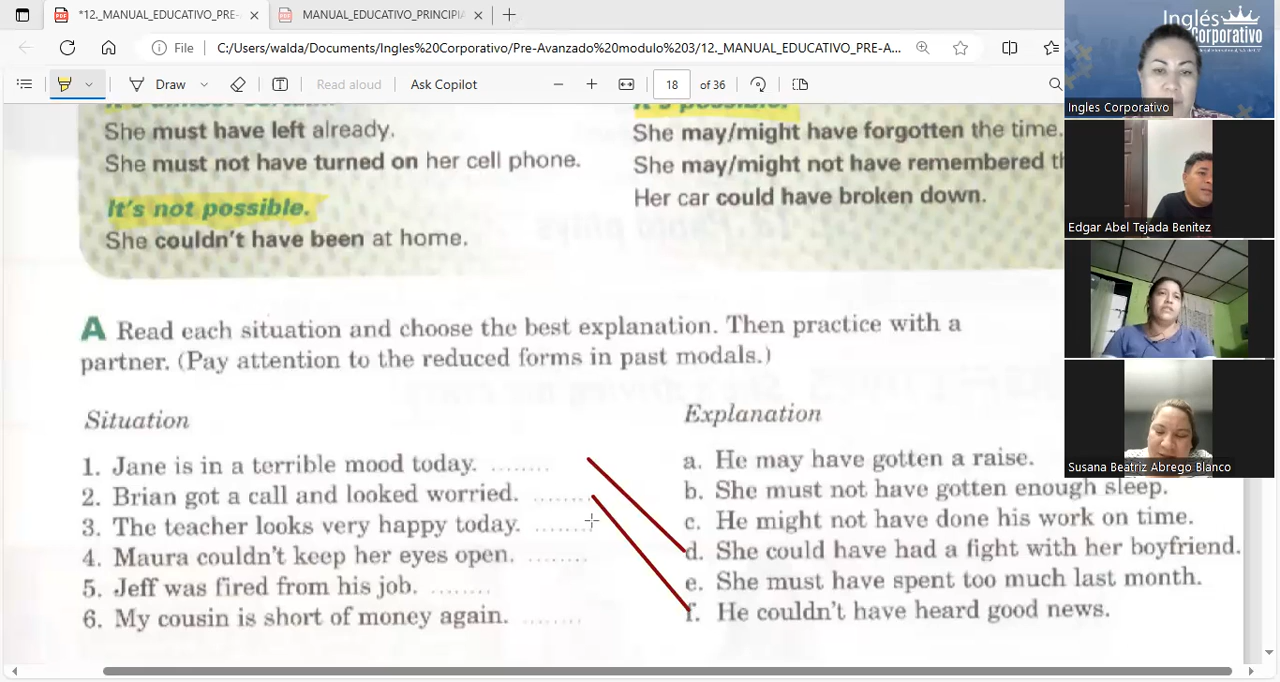 *12._MANUAL_EDUCATIVO_PRE-
MANUAL_EDUCATIVO_PRINCIPIA
File
C:/Users/walda/Documents/Ingles%20Corporativo/Pre-Avanzado%20modulo%203/12._MANUAL_EDUCATIVO_PRE-A...
Draw
Read aloud
Ask Copilot
18 of 36
She must have left already.
She must not have turned on her cell phone.
It's not possible.
She couldn't have been at home.
It's possible.
She may/might have forgotten the time.
She may/might not have remembered th
Her car could have broken down.
A Read each situation and choose the best explanation. Then practice with a
partner. (Pay attention to the reduced forms in past modals.)
Situation
1. Jane is in a terrible mood today. ........
2. Brian got a call and looked worried. ........
3. The teacher looks very happy today. ........
4. Maura couldn't keep her eyes open. ........
5. Jeff was fired from his job. ........
6. My cousin is short of money again. ........
Explanation
a. He may have gotten a raise.
b. She must not have gotten enough sleep.
c. He might not have done his work on time.
d. She could have had a fight with her boyfriend.
e. She must have spent too much last month.
f. He couldn't have heard good news.
Inglés
Corporativo
Ingles Corporativo
Edgar Abel Tejada Benitez
Susana Beatriz Abrego Blanco